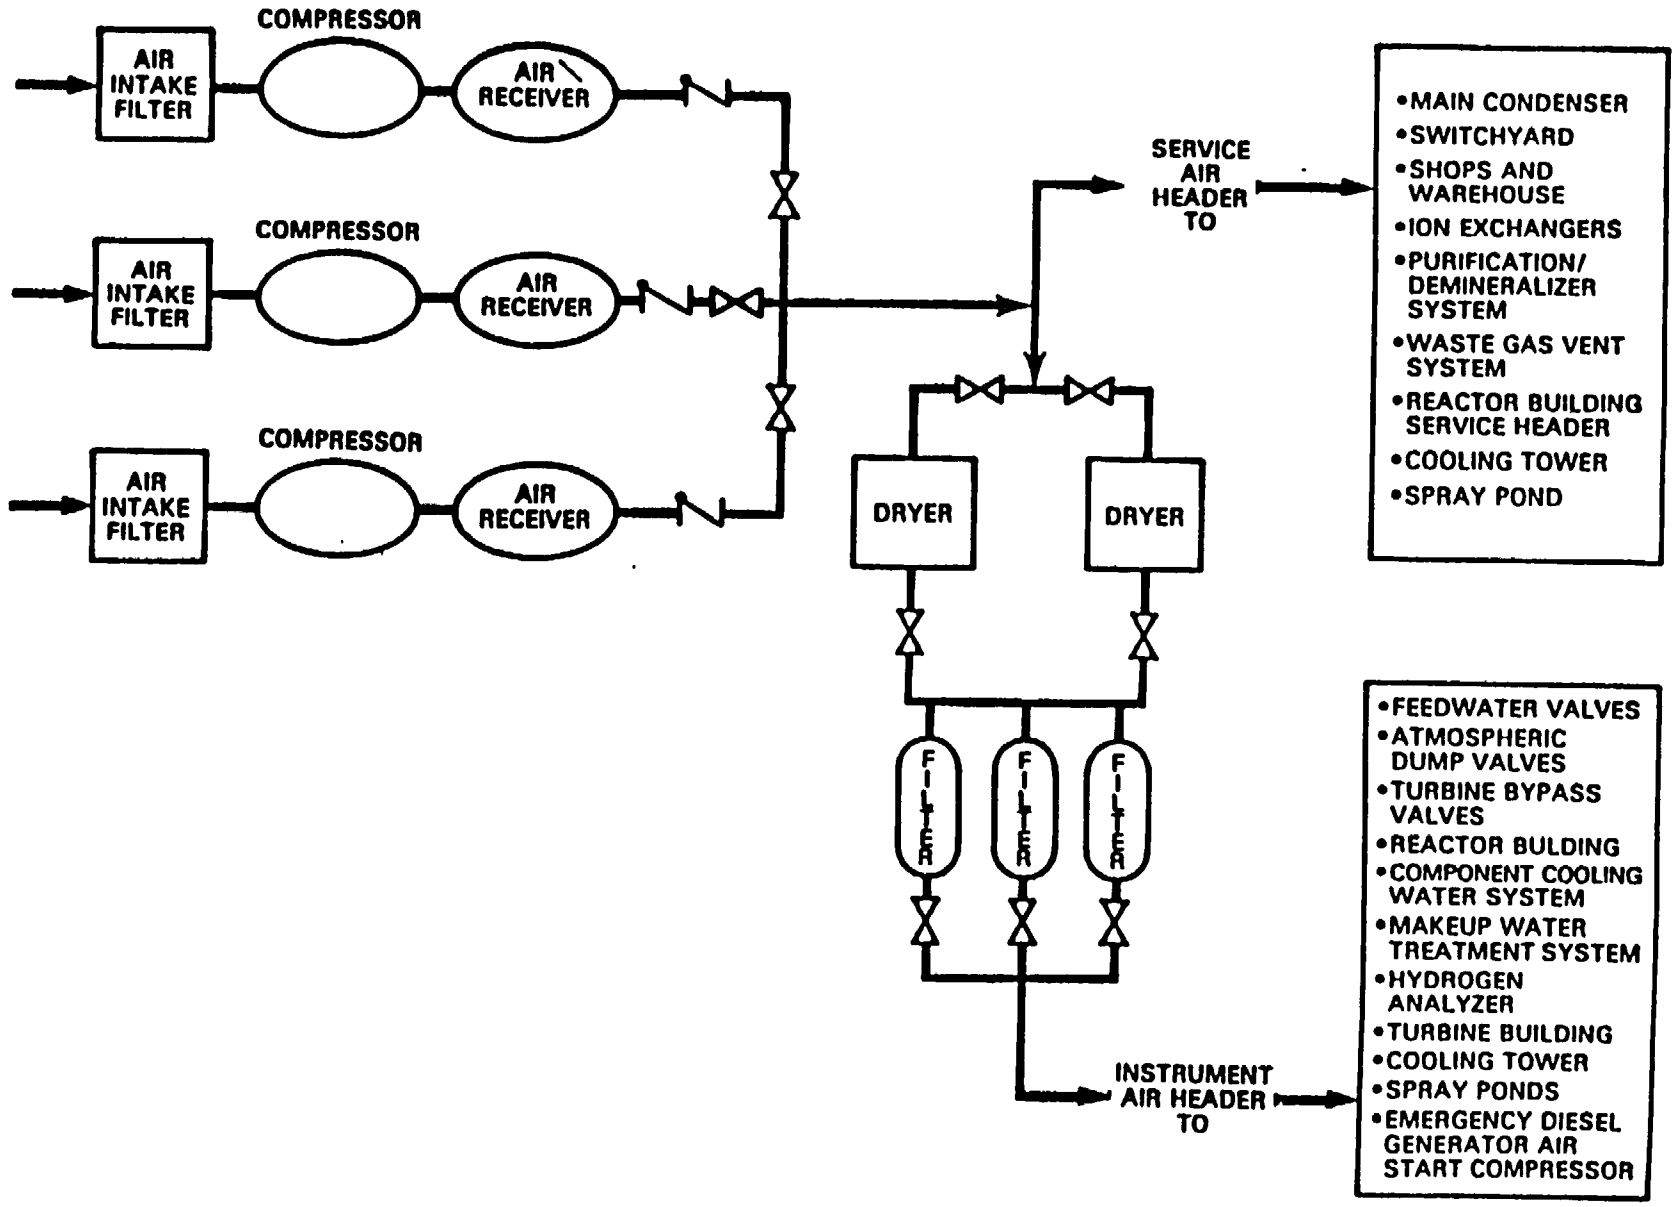 COMPRESSOR
AIR
INTAKE
FILTER
AIR
RECEIVER
COMPRESSOR
AIR
INTAKE
FILTER
AIR
RECEIVER
COMPRESSOR
AIR
INTAKE
FILTER
AIR
RECEIVER
SERVICE
AIR
HEADER
TO
•MAIN CONDENSER
•SWITCHYARD
•SHOPS AND
WAREHOUSE
•ION EXCHANGERS
•PURIFICATION/
DEMINERALIZER
SYSTEM
•WASTE GAS VENT
SYSTEM
•REACTOR BUILDING
SERVICE HEADER
•COOLING TOWER
•SPRAY POND
DRYER
DRYER
FILTER
FILTER
FILTER
INSTRUMENT
AIR HEADER
TO
•FEEDWATER VALVES
•ATMOSPHERIC
DUMP VALVES
•TURBINE BYPASS
VALVES
•REACTOR BULDING
•COMPONENT COOLING
WATER SYSTEM
•MAKEUP WATER
TREATMENT SYSTEM
•HYDROGEN
ANALYZER
•TURBINE BUILDING
•COOLING TOWER
•SPRAY PONDS
•EMERGENCY DIESEL
GENERATOR AIR
START COMPRESSOR